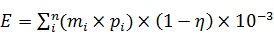 E = ∑ᵢⁿ(mᵢ × pᵢ) × (1 − η) × 10⁻³